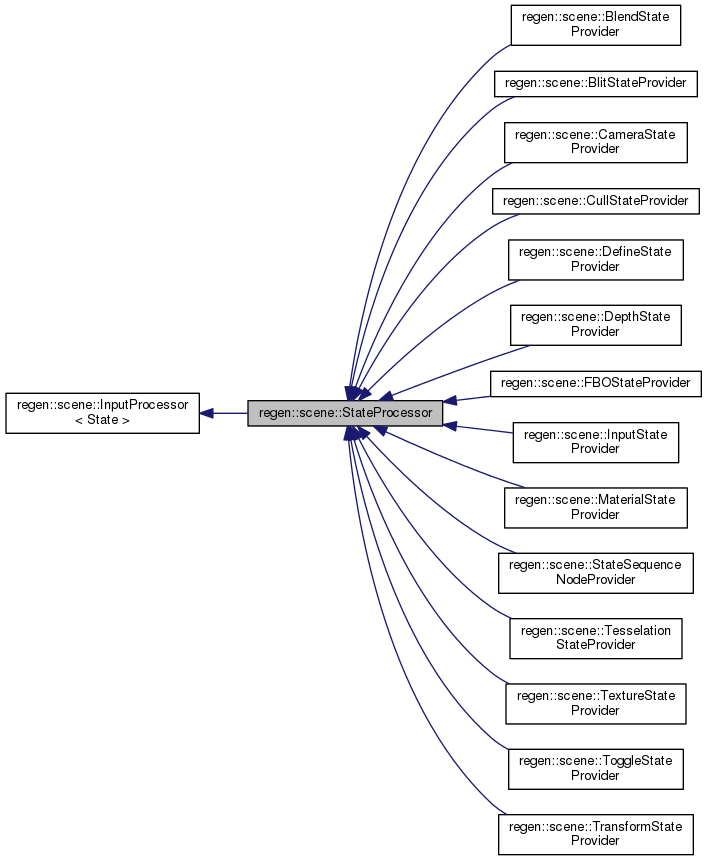 regen::scene::BlendState
Provider
regen::scene::BlitStateProvider
regen::scene::CameraState
Provider
regen::scene::CullStateProvider
regen::scene::DefineState
Provider
regen::scene::DepthState
Provider
regen::scene::InputProcessor
< State >
regen::scene::StateProcessor
regen::scene::FBOStateProvider
regen::scene::InputState
Provider
regen::scene::MaterialState
Provider
regen::scene::StateSequence
NodeProvider
regen::scene::Tesselation
StateProvider
regen::scene::TextureState
Provider
regen::scene::ToggleState
Provider
regen::scene::TransformState
Provider